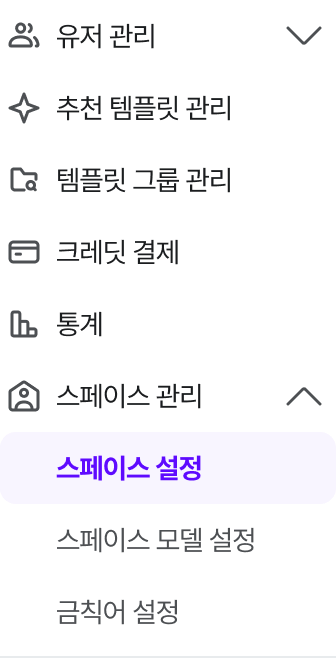 유저 관리
추천 템플릿 관리
템플릿 그룹 관리
크레딧 결제
통계
스페이스 관리
스페이스 설정
스페이스 모델 설정
금칙어 설정